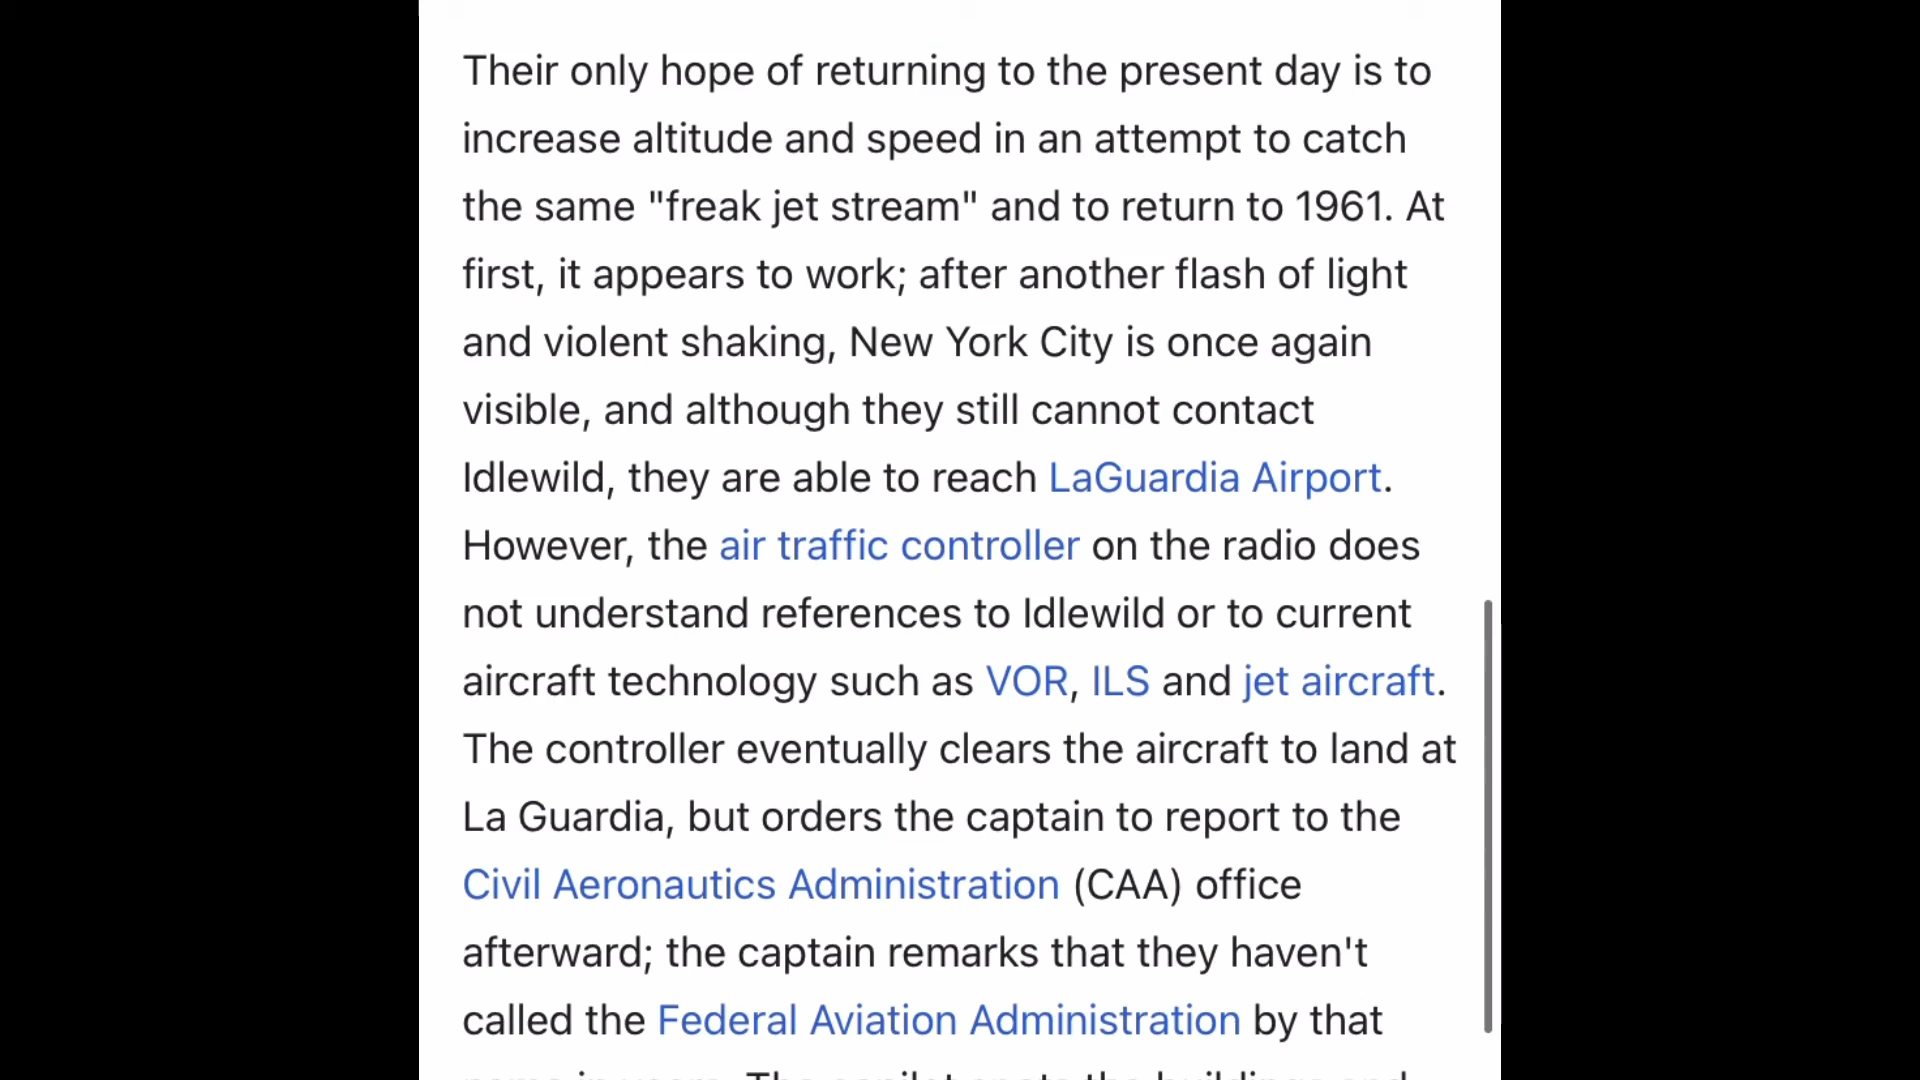 Their only hope of returning to the present day is to
increase altitude and speed in an attempt to catch
the same "freak jet stream" and to return to 1961. At
first, it appears to work; after another flash of light
and violent shaking, New York City is once again
visible, and although they still cannot contact
Idlewild, they are able to reach LaGuardia Airport.
However, the air traffic controller on the radio does
not understand references to Idlewild or to current
aircraft technology such as VOR, ILS and jet aircraft.
The controller eventually clears the aircraft to land at
La Guardia, but orders the captain to report to the
Civil Aeronautics Administration (CAA) office
afterward; the captain remarks that they haven't
called the Federal Aviation Administration by that